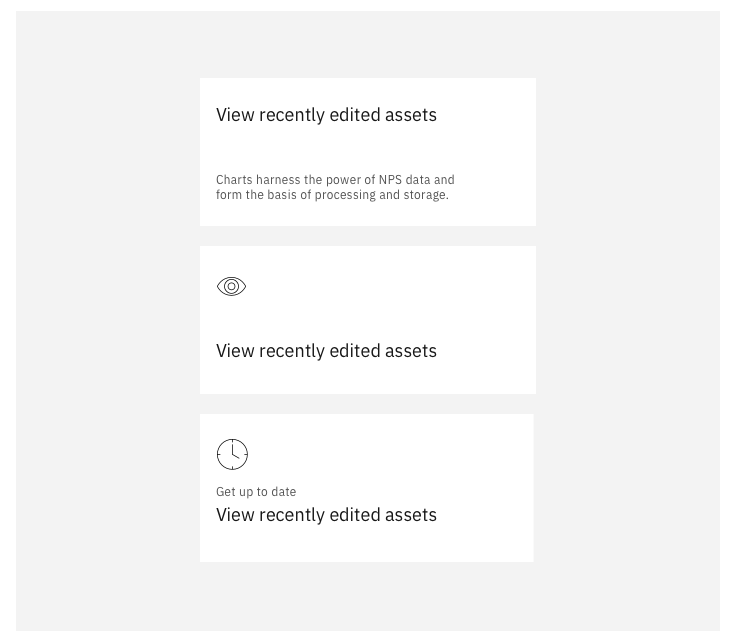 View recently edited assets
Charts harness the power of NPS data and
form the basis of processing and storage.
View recently edited assets
Get up to date
View recently edited assets